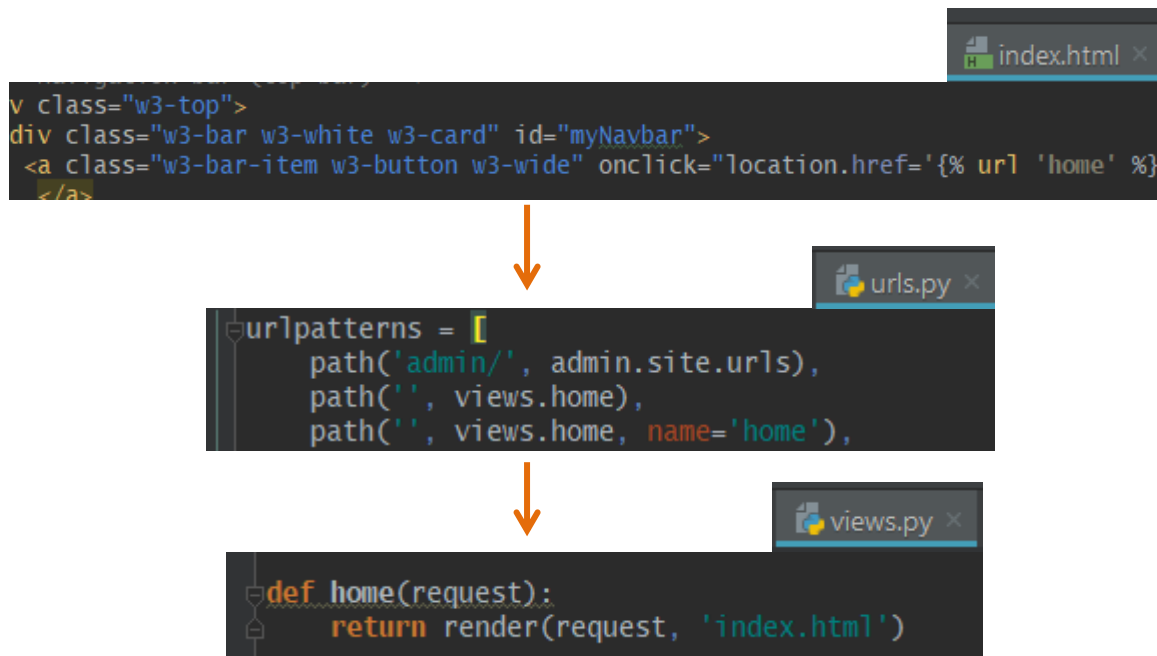 index.html
v class="w3-top">
div class="w3-bar w3-white w3-card" id="myNavbar">
<a class="w3-bar-item w3-button w3-wide" onclick="location.href='{% url 'home' %}
</a>
urls.py
urlpatterns = [
path('admin/', admin.site.urls),
path('', views.home),
path('', views.home, name='home'),
views.py
def home(request):
return render(request, 'index.html')